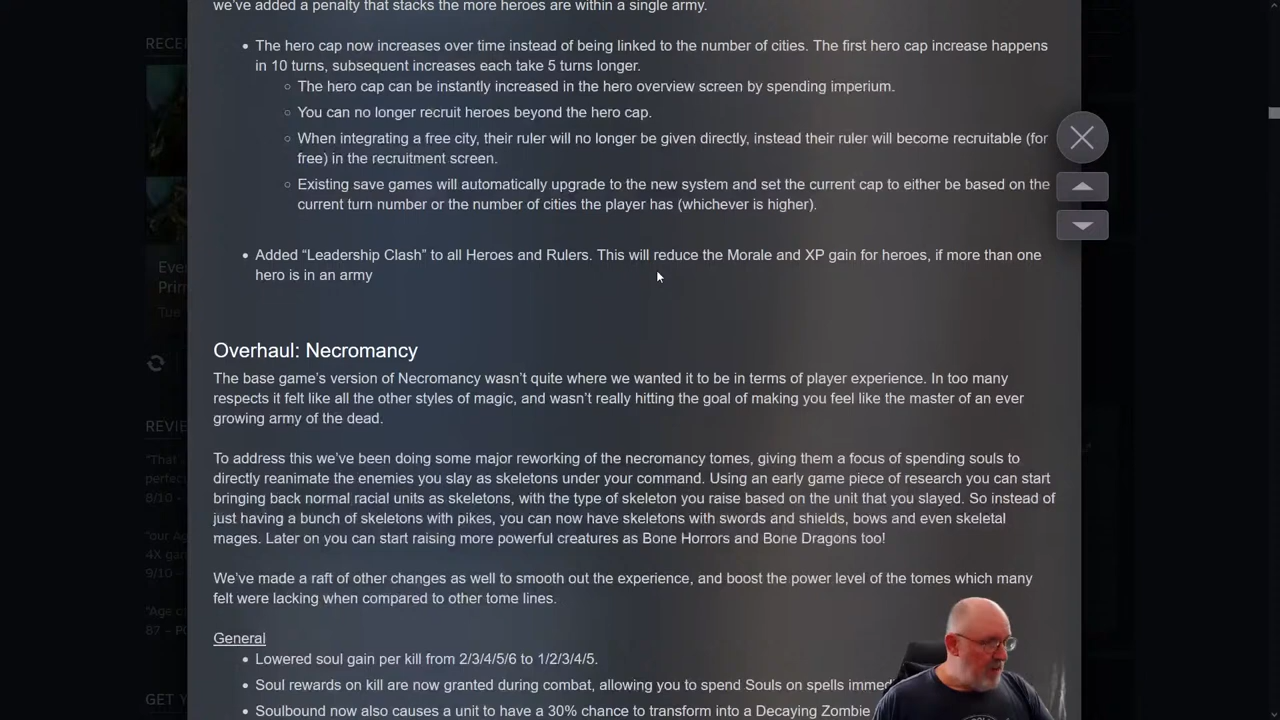 we've added a penalty that stacks the more heroes are within a single army.
RECE
• The hero cap now increases over time instead of being linked to the number of cities. The first hero cap increase happens
in 10 turns, subsequent increases each take 5 turns longer.
○ The hero cap can be instantly increased in the hero overview screen by spending imperium.
○ You can no longer recruit heroes beyond the hero cap.
○ When integrating a free city, their ruler will no longer be given directly, instead their ruler will become recruitable (for
free) in the recruitment screen.
○ Existing save games will automatically upgrade to the new system and set the current cap to either be based on the
current turn number or the number of cities the player has (whichever is higher).
• Added “Leadership Clash” to all Heroes and Rulers. This will reduce the Morale and XP gain for heroes, if more than one
hero is in an army
Eve
Pri
Tue
Overhaul: Necromancy
The base game's version of Necromancy wasn't quite where we wanted it to be in terms of player experience. In too many
respects it felt like all the other styles of magic, and wasn't really hitting the goal of making you feel like the master of an ever
growing army of the dead.
REVIE
"That
perfe
8/10 -
To address this we've been doing some major reworking of the necromancy tomes, giving them a focus of spending souls to
directly reanimate the enemies you slay as skeletons under your command. Using an early game piece of research you can start
bringing back normal racial units as skeletons, with the type of skeleton you raise based on the unit that you slayed. So instead of
just having a bunch of skeletons with pikes, you can now have skeletons with swords and shields, bows and even skeletal
mages. Later on you can start raising more powerful creatures as Bone Horrors and Bone Dragons too!
"our Ag
4X gam
9/10 -
We've made a raft of other changes as well to smooth out the experience, and boost the power level of the tomes which many
felt were lacking when compared to other tome lines.
"Age o
87 – P
General
• Lowered soul gain per kill from 2/3/4/5/6 to 1/2/3/4/5.
• Soul rewards on kill are now granted during combat, allowing you to spend Souls on spells immed
• Soulbound now also causes a unit to have a 30% chance to transform into a Decaying Zombie
GET Y